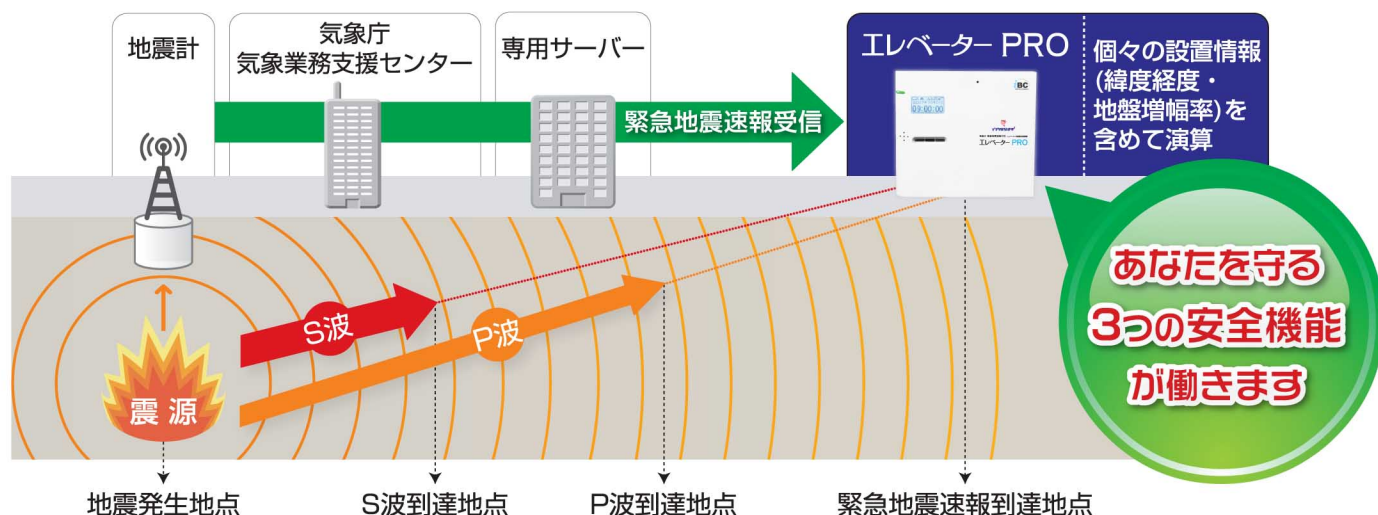 地震計
気象庁
気象業務支援センター
専用サーバー
緊急地震速報受信
エレベーター PRO
個々の設置情報
(緯度経度・
地盤増幅率)を
含めて演算
BC
09:00:00
エレベーター PRO
あなたを守る
3つの安全機能
が働きます
S波
P波
震源
地震発生地点
S波到達地点
P波到達地点
緊急地震速報到達地点